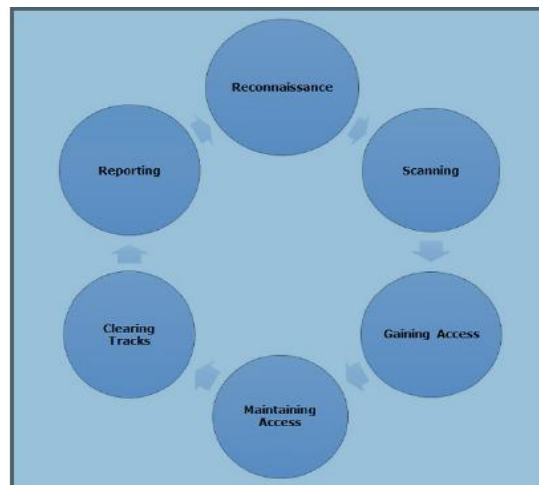 Reconnaissance
Scanning
Gaining Access
Maintaining
Access
Clearing
Tracks
Reporting